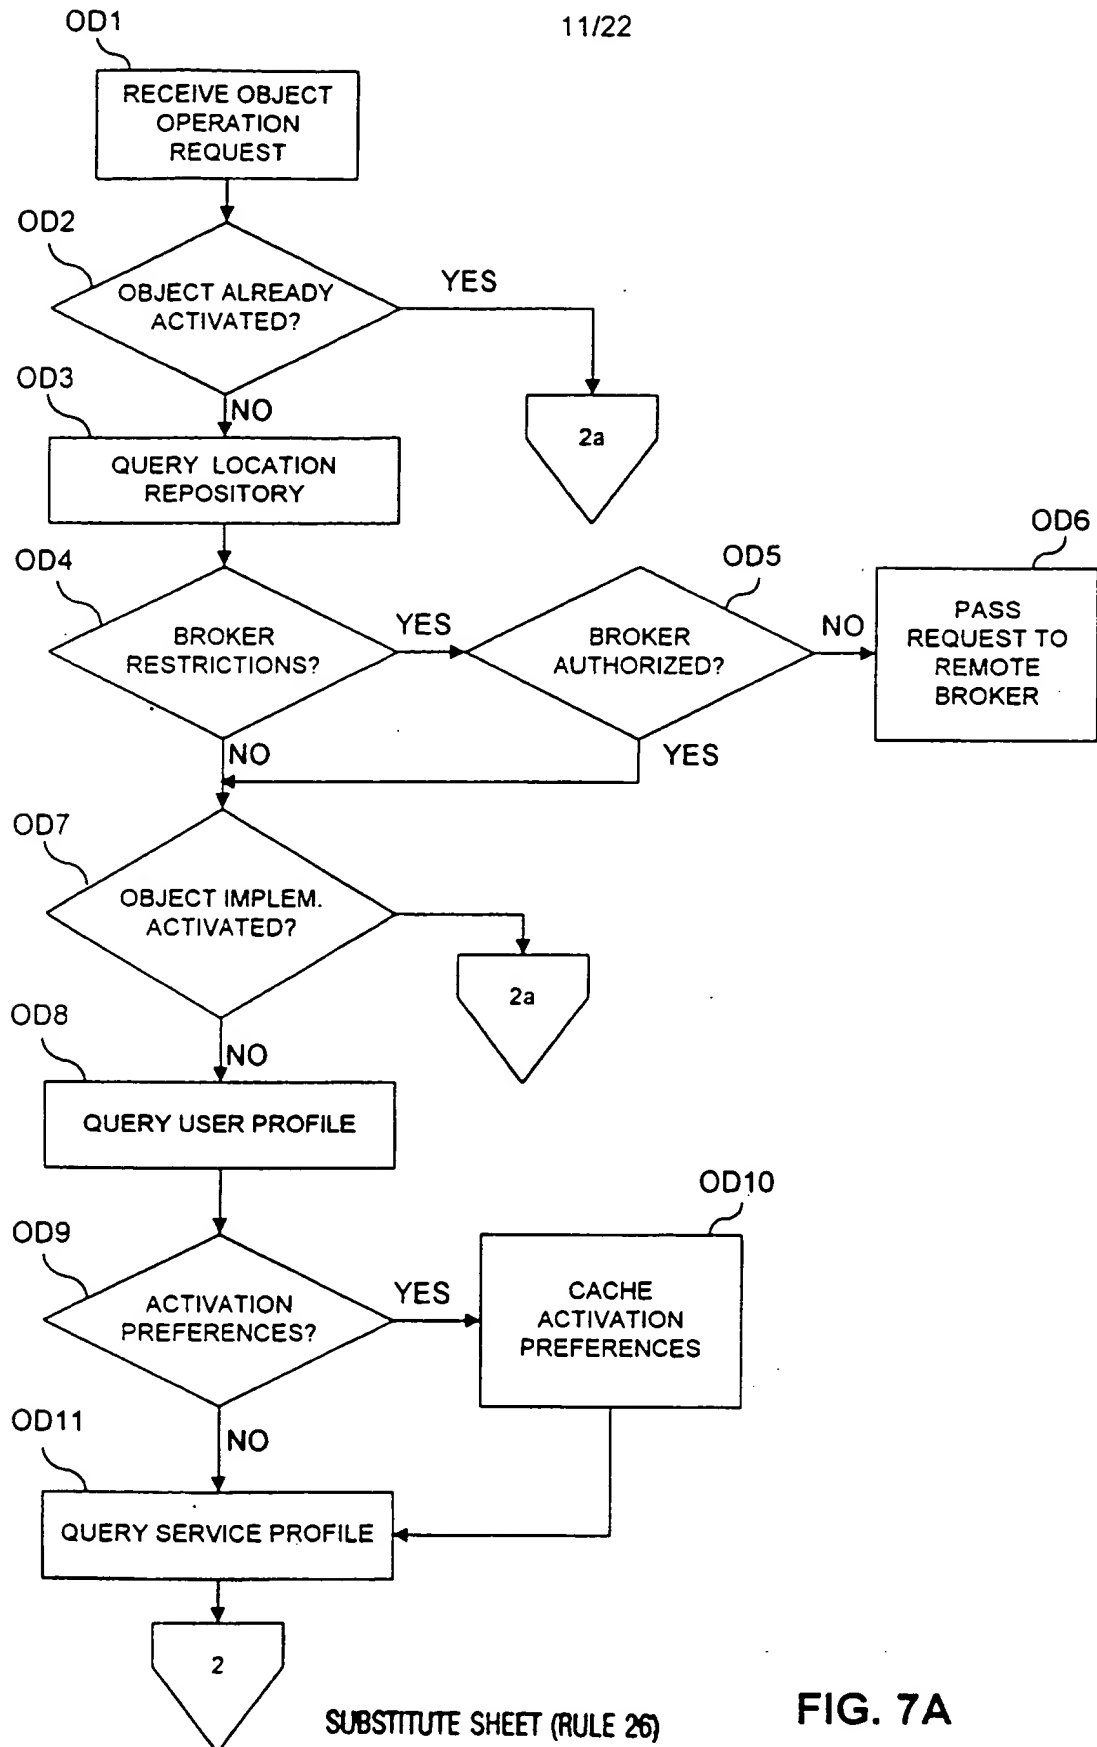 11/22
OD1
RECEIVE OBJECT
OPERATION
REQUEST
OD2
OBJECT ALREADY
ACTIVATED?
YES
2a
NO
OD3
QUERY LOCATION
REPOSITORY
OD4
BROKER
RESTRICTIONS?
YES
OD5
BROKER
AUTHORIZED?
NO
OD6
PASS
REQUEST TO
REMOTE
BROKER
NO
YES
OD7
OBJECT IMPLEM.
ACTIVATED?
2a
NO
OD8
QUERY USER PROFILE
OD9
ACTIVATION
PREFERENCES?
YES
OD10
CACHE
ACTIVATION
PREFERENCES
NO
OD11
QUERY SERVICE PROFILE
2
SUBSTITUTE SHEET (RULE 26)
FIG. 7A